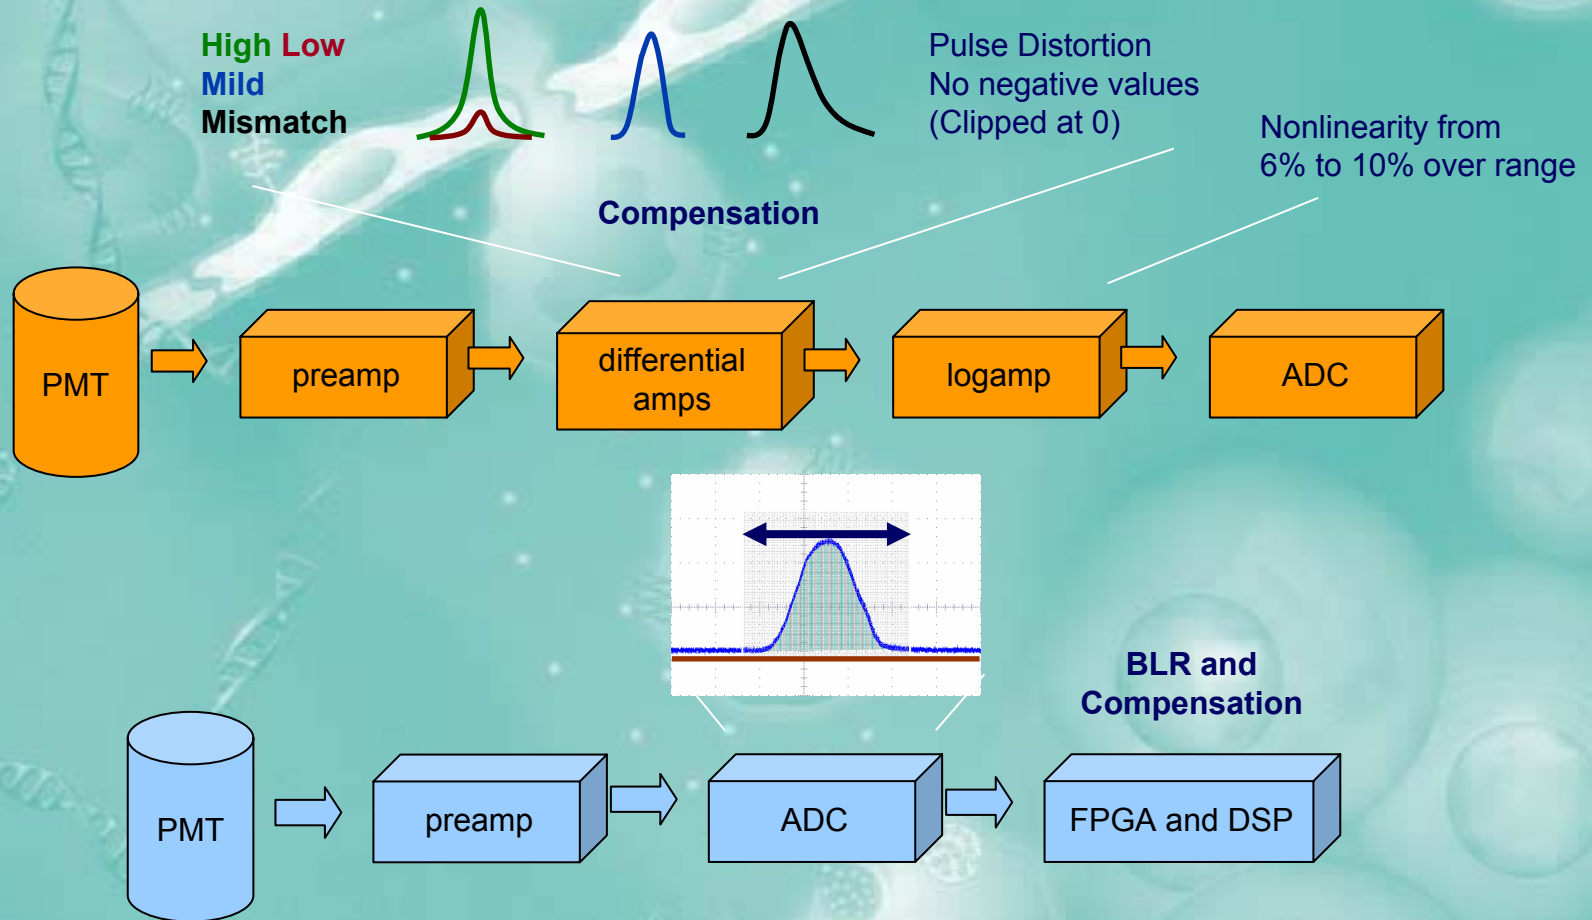 High Low
Mild
Mismatch
Pulse Distortion
No negative values
(Clipped at 0)
Nonlinearity from
6% to 10% over range
Compensation
PMT
preamp
differential
amps
logamp
ADC
BLR and
Compensation
PMT
preamp
ADC
FPGA and DSP